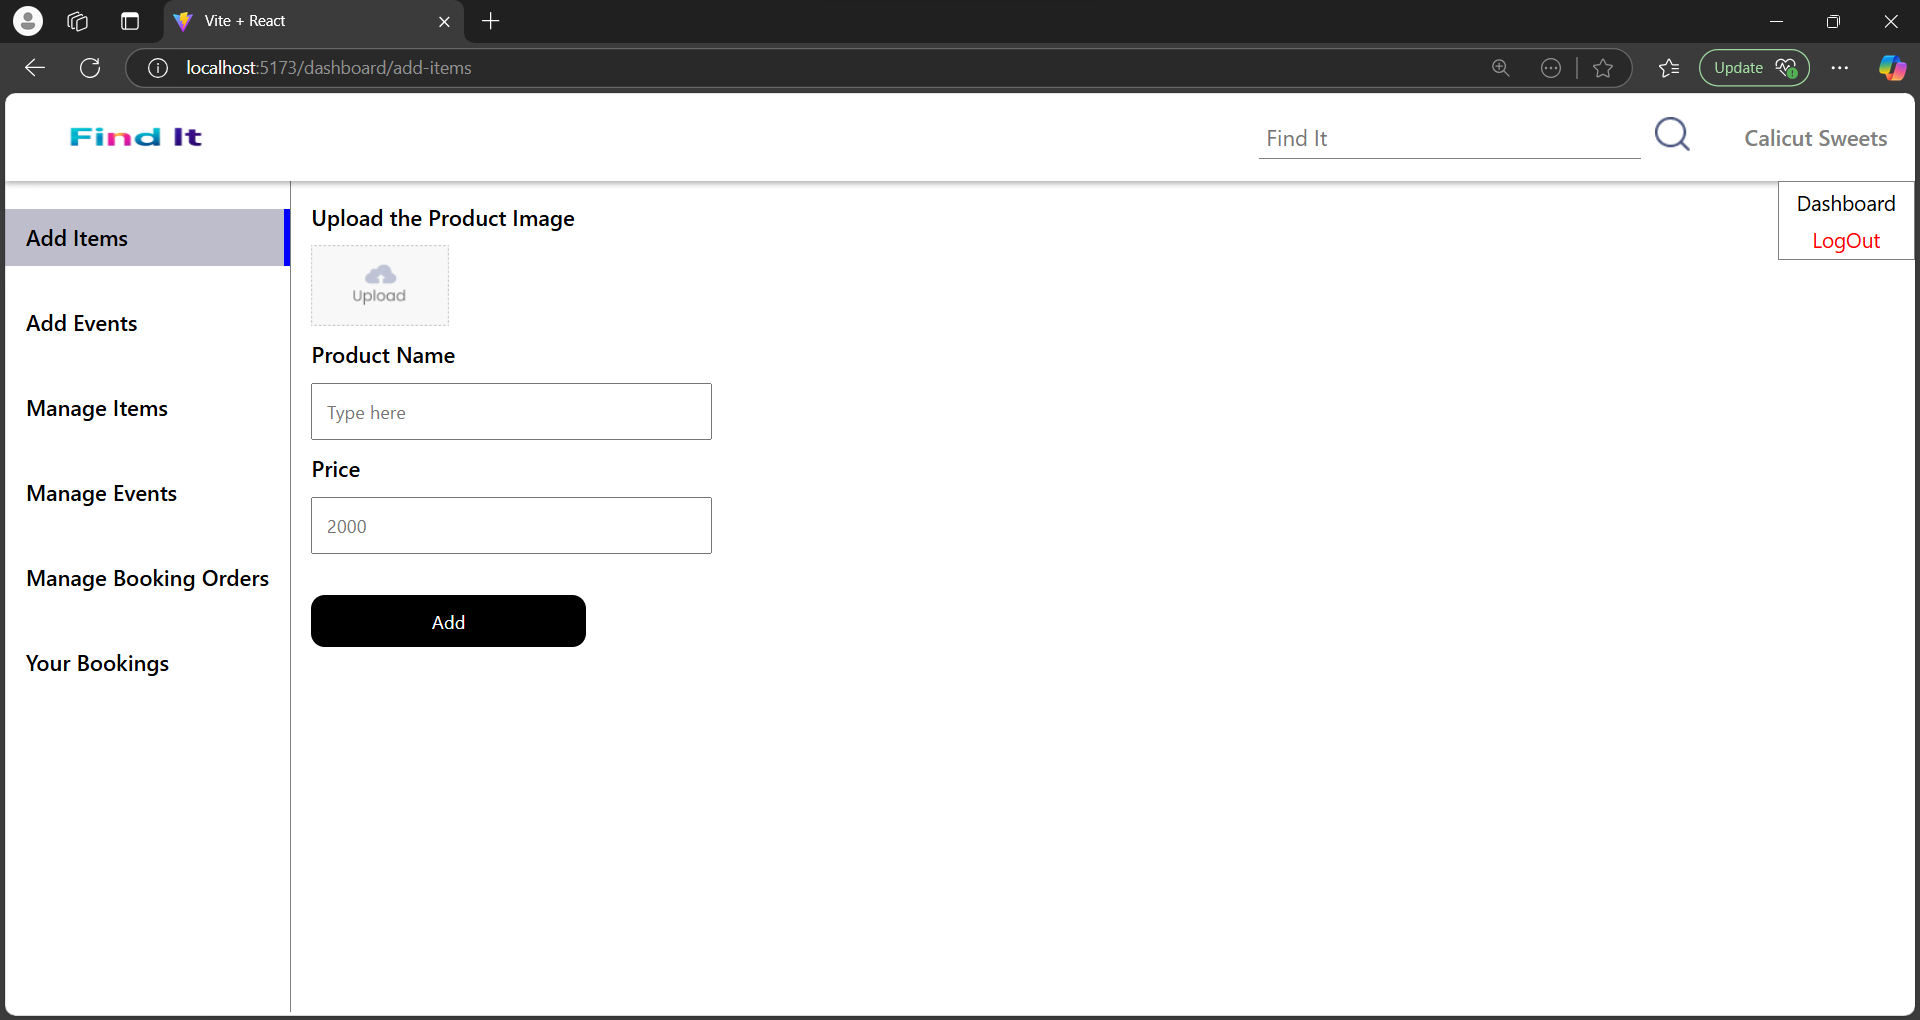 Vite + React
localhost:5173/dashboard/add-items
Update
Find It
Find It
Calicut Sweets
Dashboard
LogOut
Add Items
Add Events
Manage Items
Manage Events
Manage Booking Orders
Your Bookings
Upload the Product Image
Upload
Product Name
Type here
Price
2000
Add